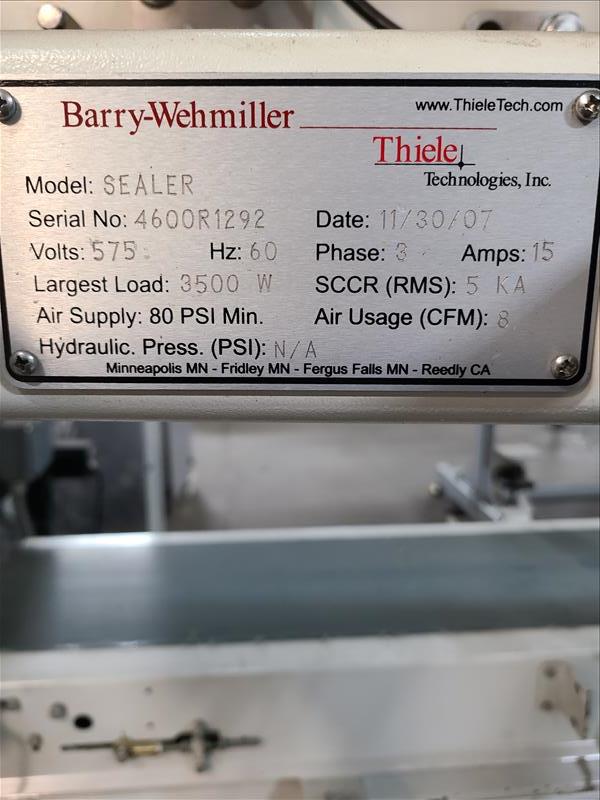 Barry-Wehmiller
www.ThieleTech.com
Thiele
Technologies, Inc.
Model: SEALER
Serial No: 4600R1292 Date: 11/30/07
Volts: 575 Hz: 60 Phase: 3 Amps: 15
Largest Load: 3500 W SCCR (RMS): 5 KA
Air Supply: 80 PSI Min. Air Usage (CFM): 8
Hydraulic. Press. (PSI): N/A
Minneapolis MN - Fridley MN - Fergus Falls MN - Reedly CA